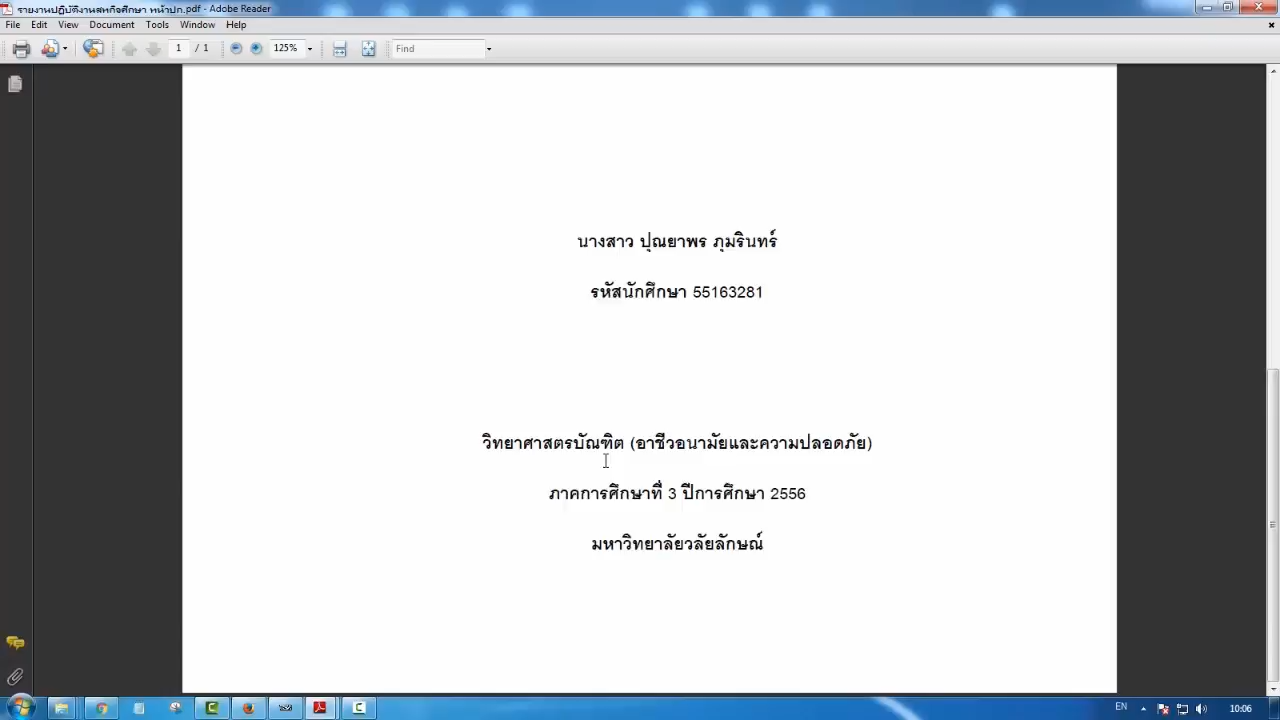 รายงานปฏิบัติงานสหกิจศึกษา หน้าปก.pdf - Adobe Reader
File Edit View Document Tools Window Help
1 / 1 125% Find
นางสาว ปุณยาพร ภุมรินทร์
รหัสนักศึกษา 55163281
วิทยาศาสตรบัณฑิต (อาชีวอนามัยและความปลอดภัย)
ภาคการศึกษาที่ 3 ปีการศึกษา 2556
มหาวิทยาลัยวลัยลักษณ์
EN 10:06